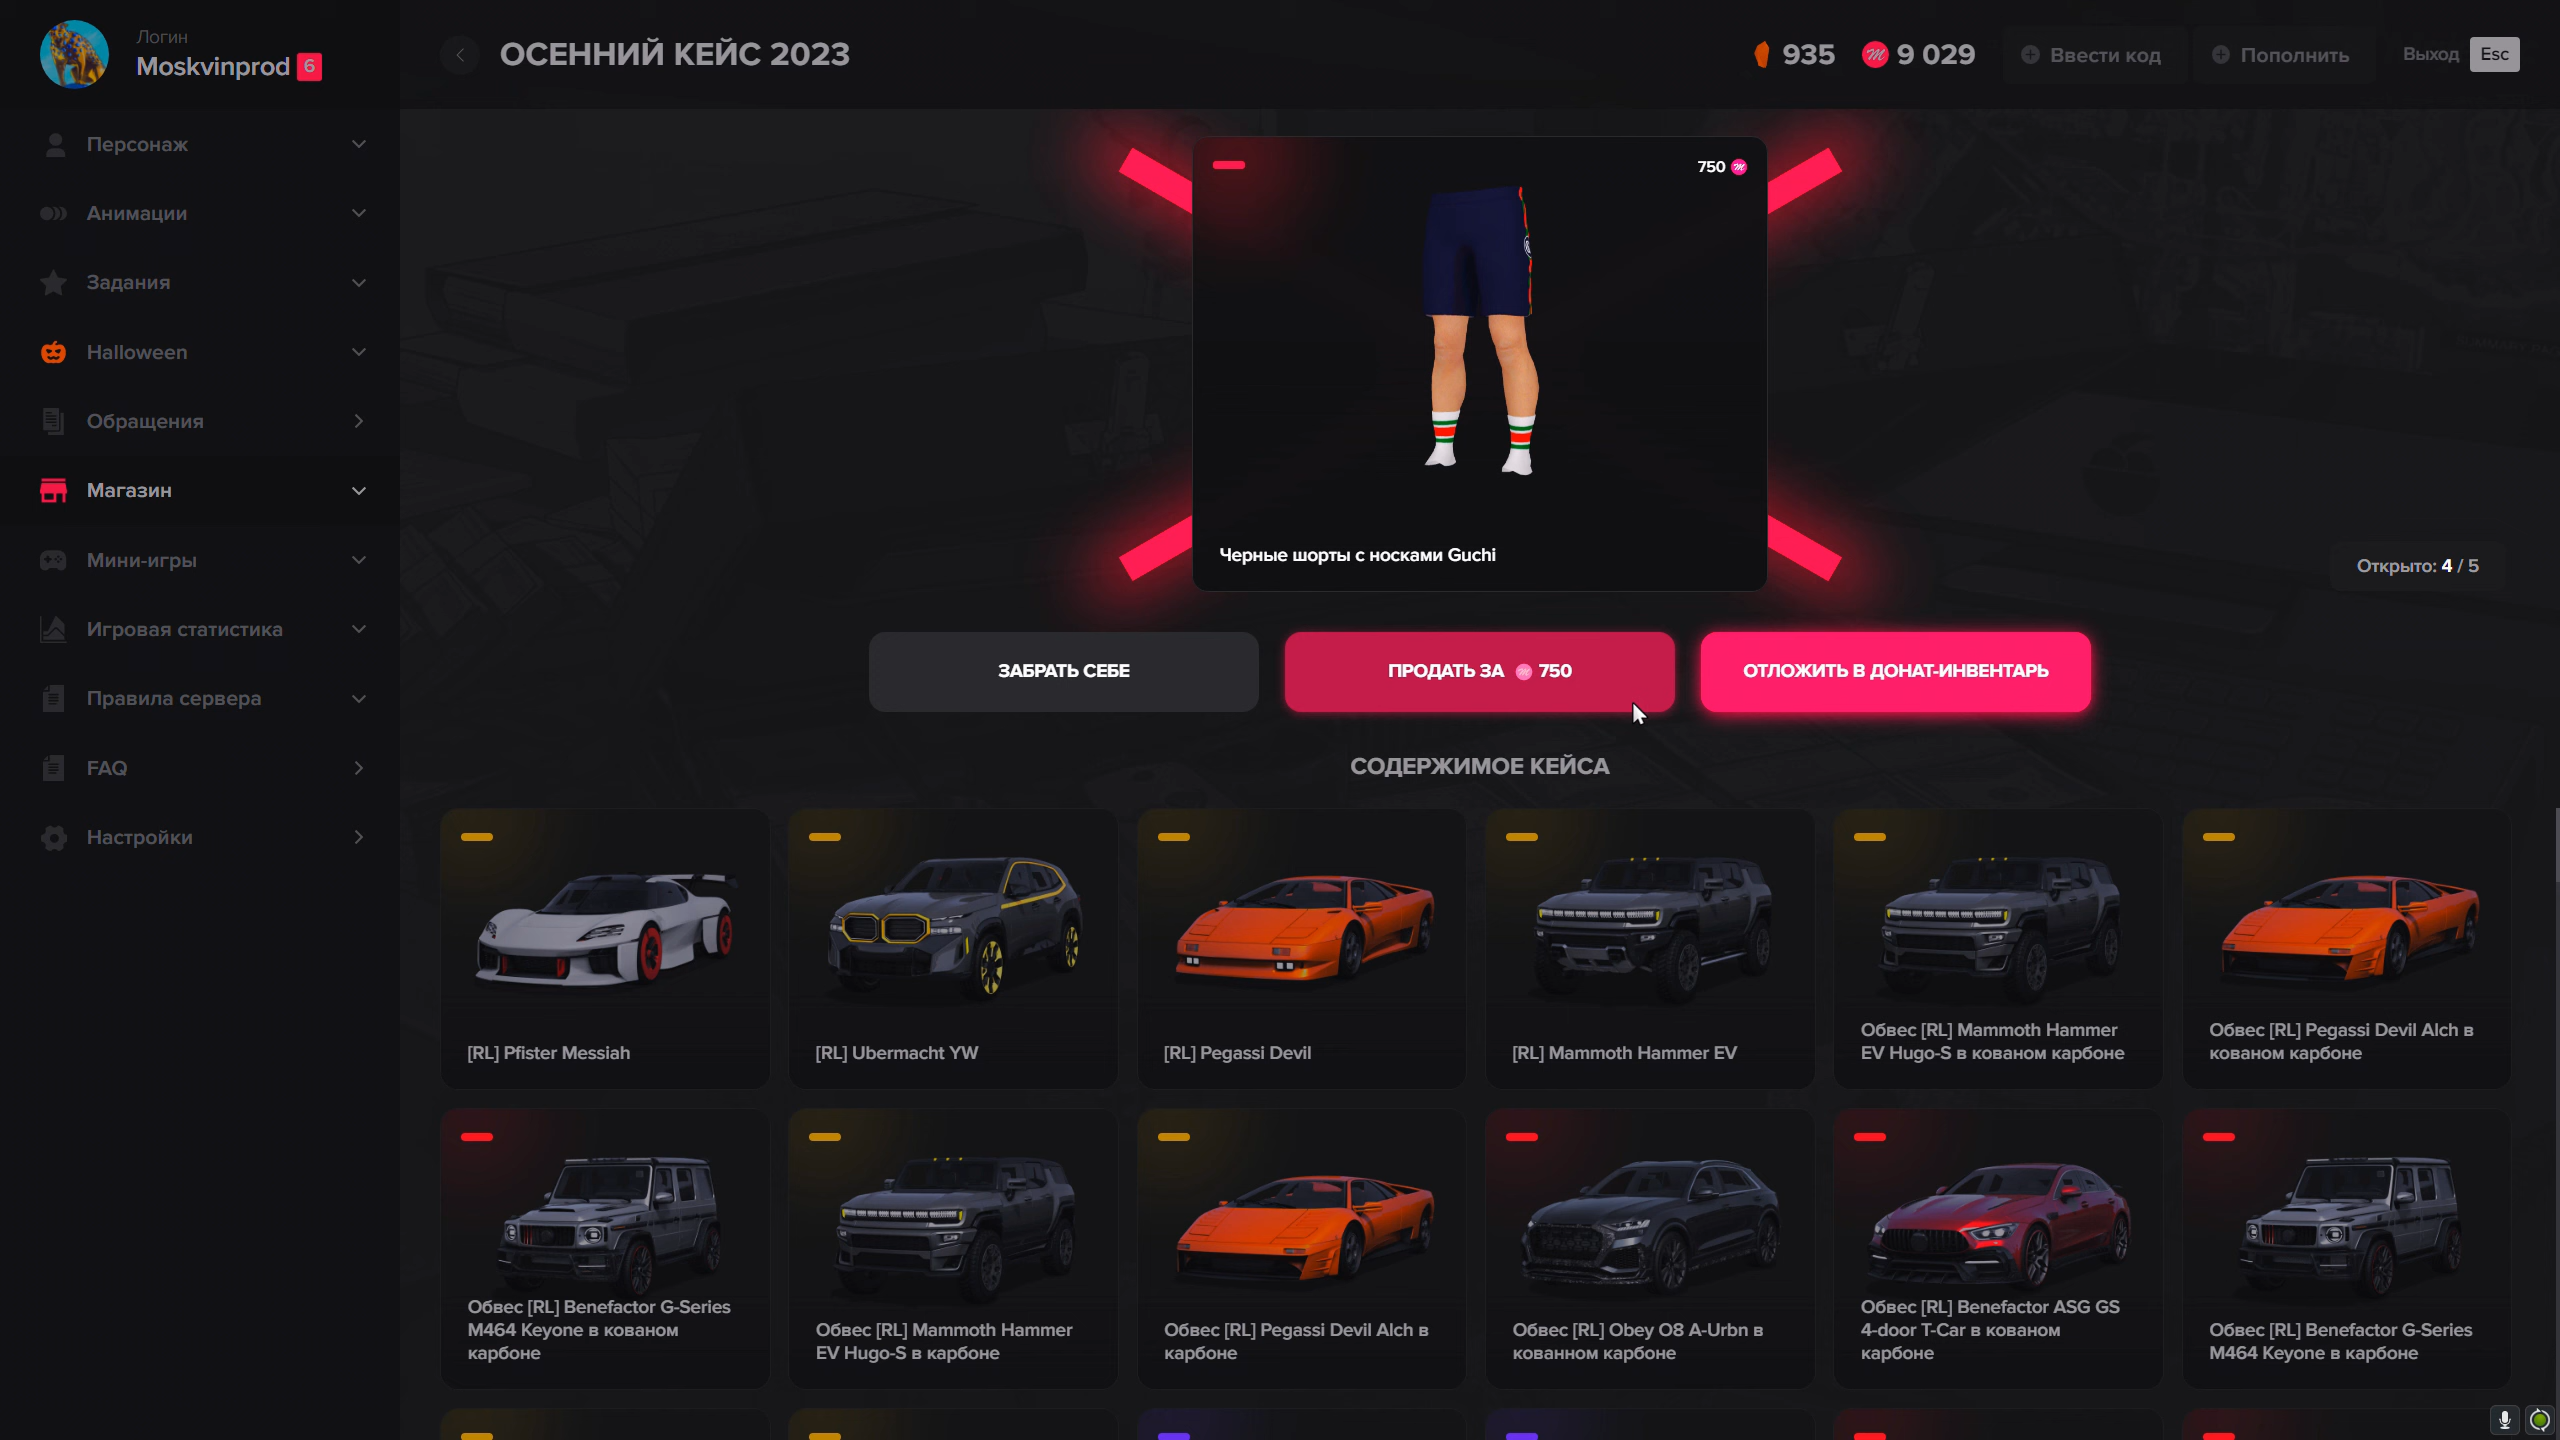 Логин
Moskvinprod 6
ОСЕННИЙ КЕЙС 2023
935
9 029
Ввести код
Пополнить
Выход
Esc
Персонаж
Анимации
Задания
Halloween
Обращения
Магазин
Мини-игры
Игровая статистика
Правила сервера
FAQ
Настройки
750
Черные шорты с носками Guchi
Открыто: 4 / 5
ЗАБРАТЬ СЕБЕ
ПРОДАТЬ ЗА 750
ОТЛОЖИТЬ В ДОНАТ-ИНВЕНТАРЬ
СОДЕРЖИМОЕ КЕЙСА
[RL] Pfister Messiah
[RL] Ubermacht YW
[RL] Pegassi Devil
[RL] Mammoth Hammer EV
Обвес [RL] Mammoth Hammer
EV Hugo-S в кованом карбоне
Обвес [RL] Pegassi Devil Alch в
кованом карбоне
Обвес [RL] Benefactor G-Series
M464 Keyone в кованом
карбоне
Обвес [RL] Mammoth Hammer
EV Hugo-S в карбоне
Обвес [RL] Pegassi Devil Alch в
карбоне
Обвес [RL] Obey O8 A-Urbn в
кованном карбоне
Обвес [RL] Benefactor ASG GS
4-door T-Car в кованом
карбоне
Обвес [RL] Benefactor G-Series
M464 Keyone в карбоне